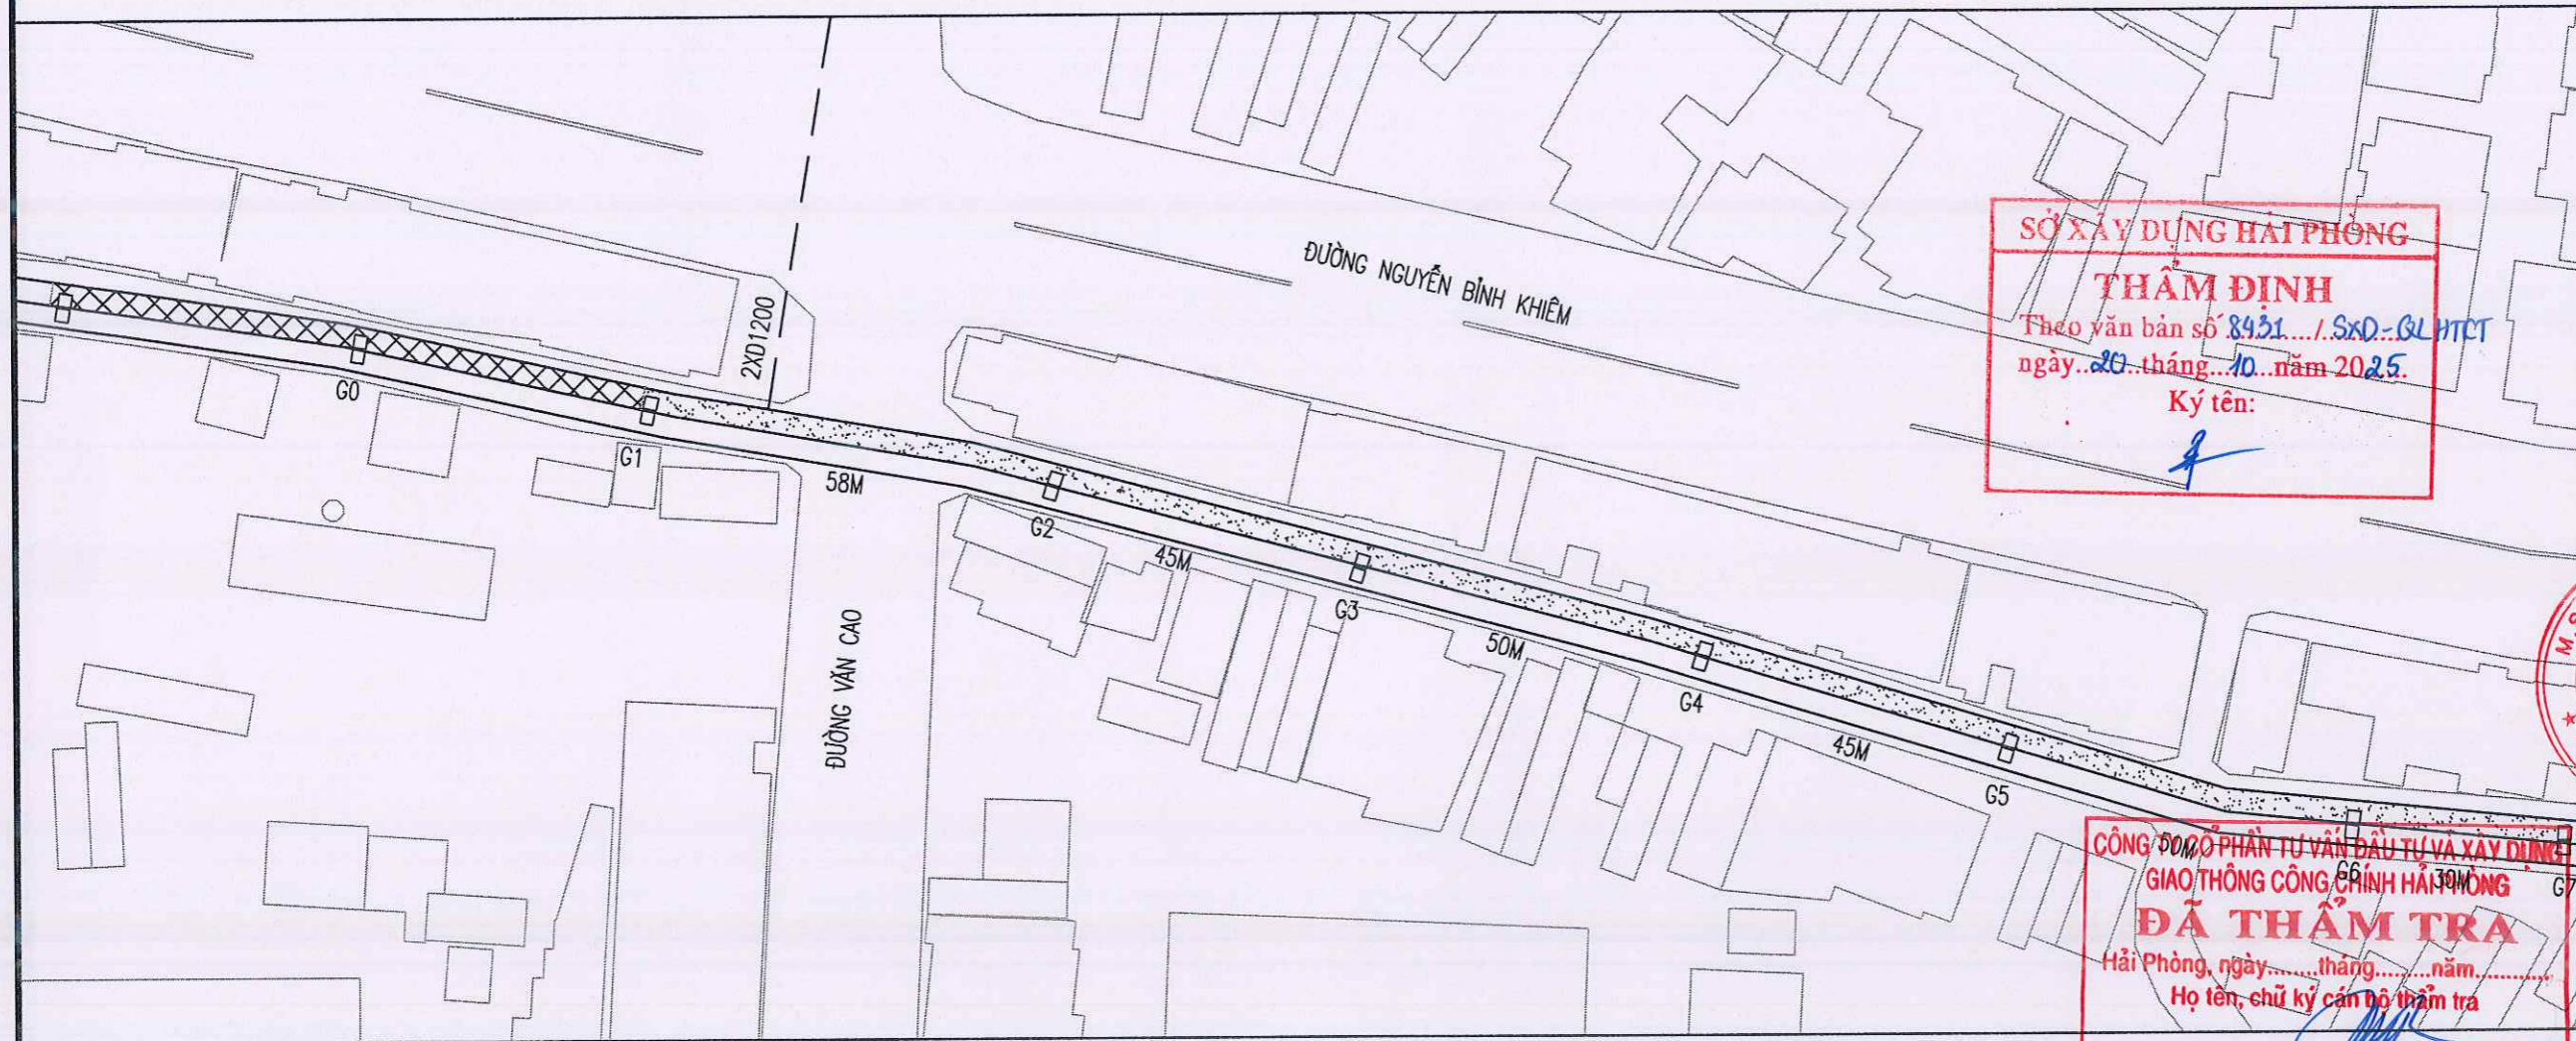 2XD1200
ĐƯỜNG NGUYỄN BỈNH KHIÊM
SỞ XÂY DỰNG HẢI PHÒNG
THẨM ĐỊNH
Theo văn bản số 8431.../.SXD-QLHTCT
ngày..20..tháng...10...năm 2025.
Ký tên:
G0
G1
58M
G2
45M
G3
50M
G4
45M
G5
50M
G6
30M
G7
ĐƯỜNG VĂN CAO
CÔNG TY CỔ PHẦN TƯ VẤN ĐẦU TƯ VÀ XÂY DỰNG
GIAO THÔNG CÔNG CHÍNH HẢI PHÒNG
ĐÃ THẨM TRA
Hải Phòng, ngày........tháng........năm............
Họ tên, chữ ký cán bộ thẩm tra